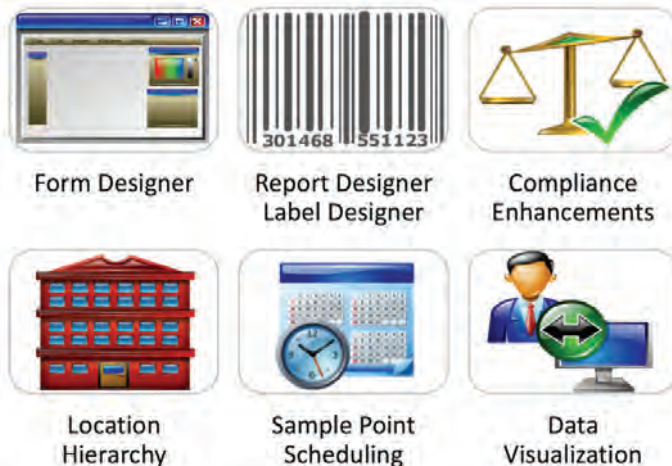 301468 551123
Form Designer
Report Designer
Label Designer
Compliance
Enhancements
Location
Hierarchy
Sample Point
Scheduling
Data
Visualization